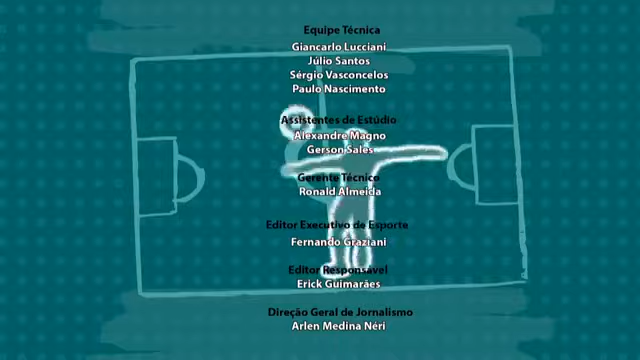 Equipe Técnica
Giancarlo Lucciani
Júlio Santos
Sérgio Vasconcelos
Paulo Nascimento
Assistentes de Estúdio
Alexandre Magno
Gerson Sales
Gerente Técnico
Ronald Almeida
Editor Executivo de Esporte
Fernando Graziani
Editor Responsável
Erick Guimarães
Direção Geral de Jornalismo
Arlen Medina Néri